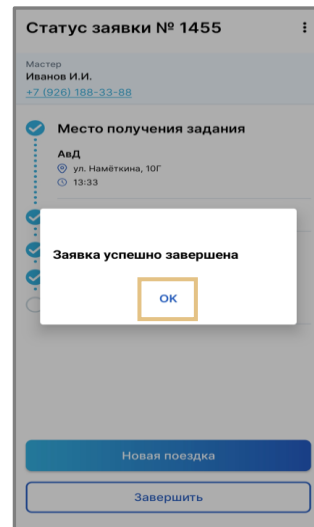 Статус заявки № 1455
Мастер
Иванов И.И.
+7 (926) 188-33-88
Место получения задания
АвД
ул. Намёткина, 10Г
13:33
Заявка успешно завершена
ОК
Новая поездка
Завершить